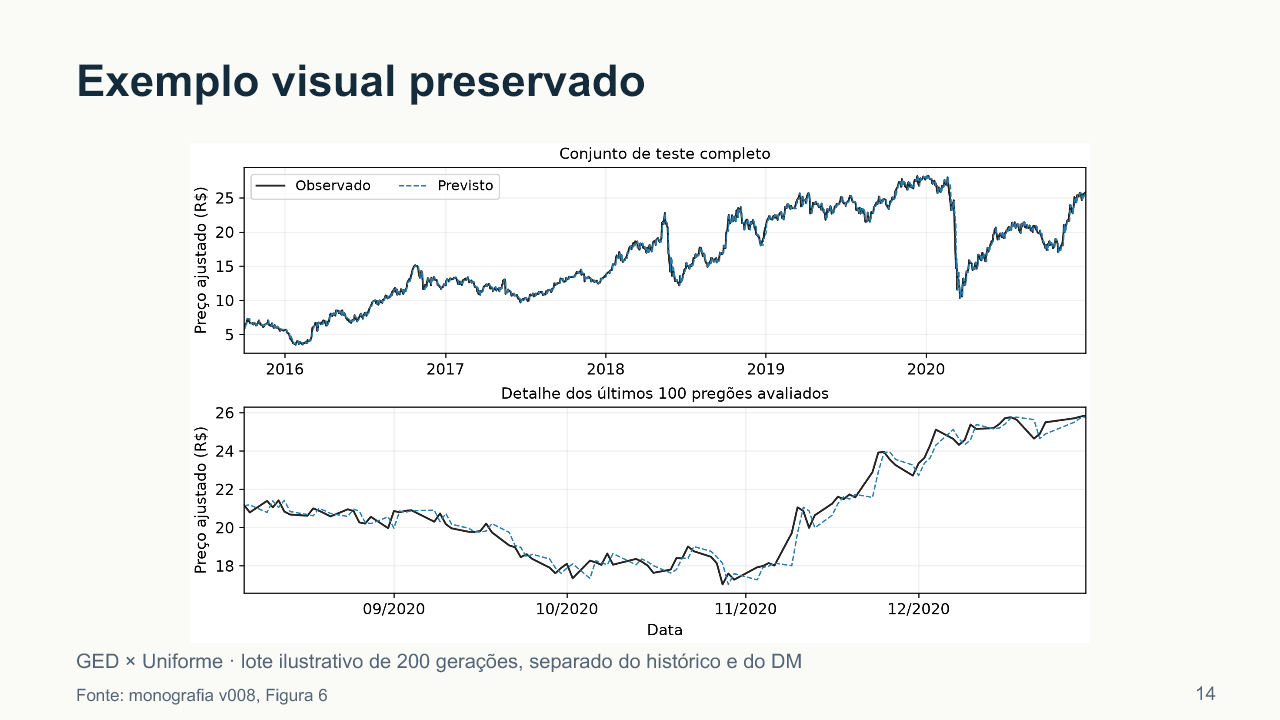 Exemplo visual preservado
Conjunto de teste completo
Observado Previsto
Preço ajustado (R$)
25
20
15
10
5
2016 2017 2018 2019 2020
Detalhe dos últimos 100 pregões avaliados
Preço ajustado (R$)
26
24
22
20
18
09/2020 10/2020 11/2020 12/2020
Data
GED × Uniforme · lote ilustrativo de 200 gerações, separado do histórico e do DM
Fonte: monografia v008, Figura 6
14